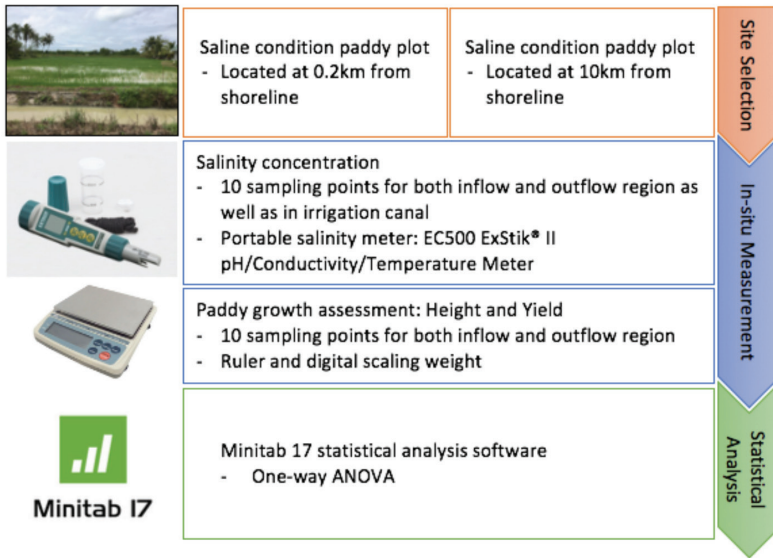 Saline condition paddy plot
- Located at 0.2km from
shoreline
Saline condition paddy plot
- Located at 10km from
shoreline
Site Selection
Salinity concentration
- 10 sampling points for both inflow and outflow region as
well as in irrigation canal
- Portable salinity meter: EC500 ExStik® II
pH/Conductivity/Temperature Meter
In-situ Measurement
Paddy growth assessment: Height and Yield
- 10 sampling points for both inflow and outflow region
- Ruler and digital scaling weight
Minitab 17
Minitab 17 statistical analysis software
- One-way ANOVA
Statistical
Analysis